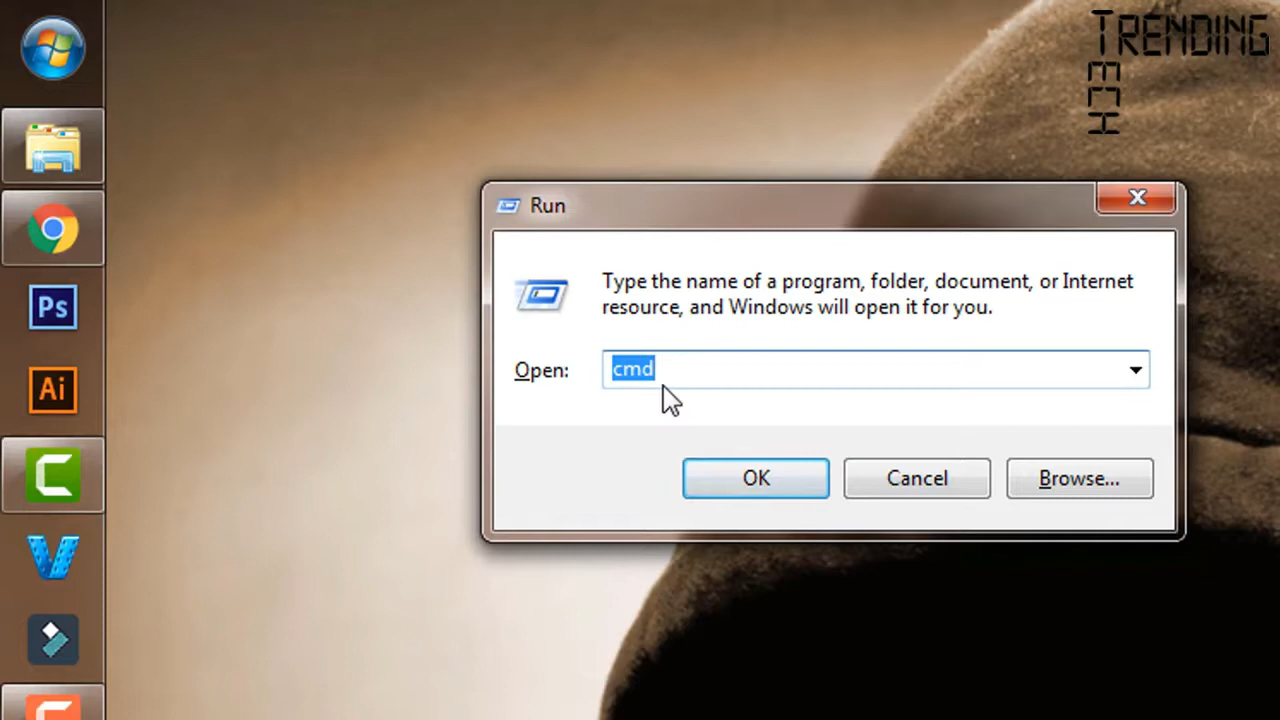 TRENDING
TECH
Run
Type the name of a program, folder, document, or Internet
resource, and Windows will open it for you.
Open: cmd
OK Cancel Browse...
Ps
Ai